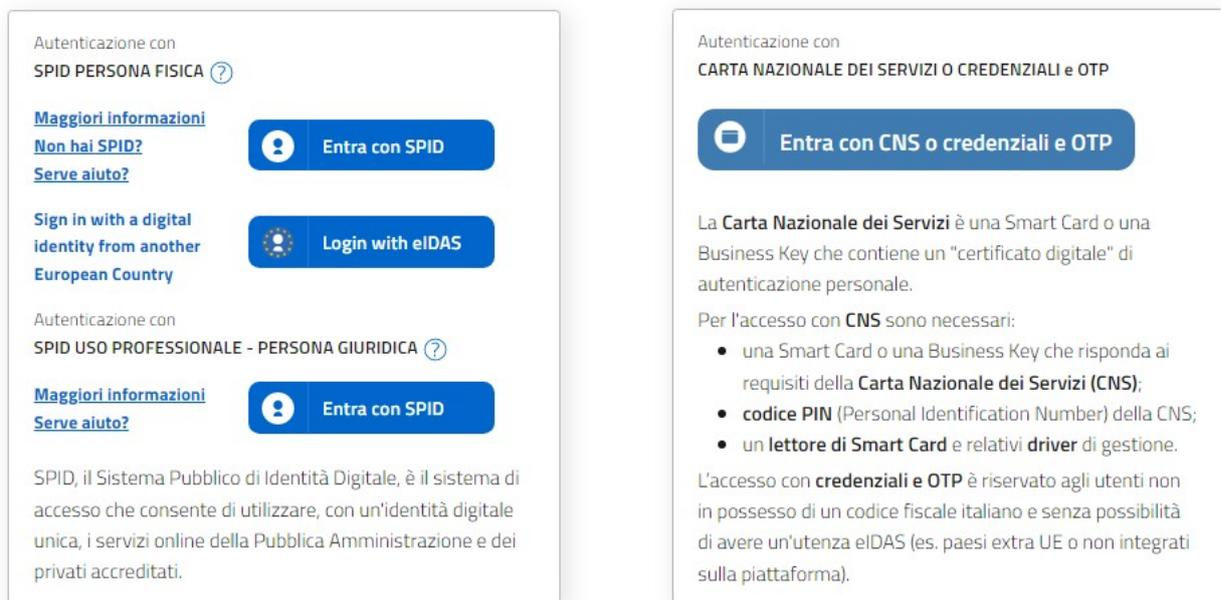 Autenticazione con
SPID PERSONA FISICA ?
Maggiori informazioni
Non hai SPID?
Serve aiuto?
Entra con SPID
Sign in with a digital
identity from another
European Country
Login with eIDAS
Autenticazione con
SPID USO PROFESSIONALE - PERSONA GIURIDICA ?
Maggiori informazioni
Serve aiuto?
Entra con SPID
SPID, il Sistema Pubblico di Identità Digitale, è il sistema di
accesso che consente di utilizzare, con un'identità digitale
unica, i servizi online della Pubblica Amministrazione e dei
privati accreditati.
Autenticazione con
CARTA NAZIONALE DEI SERVIZI O CREDENZIALI e OTP
Entra con CNS o credenziali e OTP
La Carta Nazionale dei Servizi è una Smart Card o una
Business Key che contiene un "certificato digitale" di
autenticazione personale.
Per l'accesso con CNS sono necessari:
• una Smart Card o una Business Key che risponda ai
requisiti della Carta Nazionale dei Servizi (CNS);
• codice PIN (Personal Identification Number) della CNS;
• un lettore di Smart Card e relativi driver di gestione.
L'accesso con credenziali e OTP è riservato agli utenti non
in possesso di un codice fiscale italiano e senza possibilità
di avere un'utenza eIDAS (es. paesi extra UE o non integrati
sulla piattaforma).